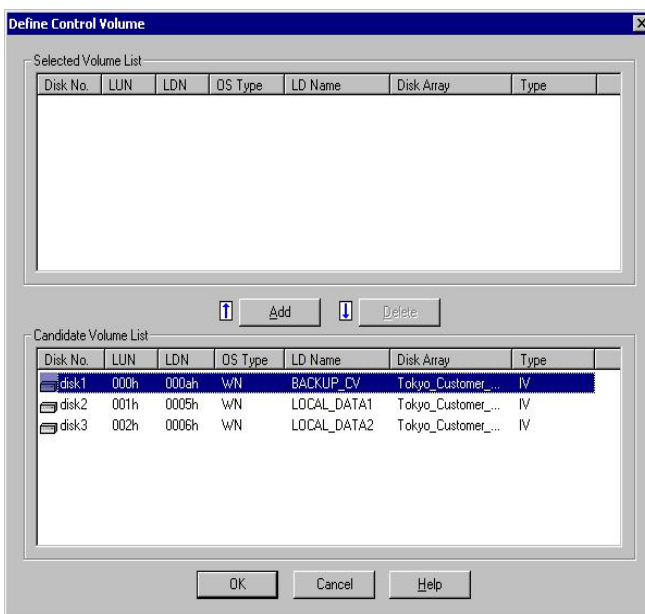 Define Control Volume
Selected Volume List
Disk No. LUN LDN OS Type LD Name Disk Array Type
Add Delete
Candidate Volume List
Disk No. LUN LDN OS Type LD Name Disk Array Type
disk1 000h 000ah WN BACKUP_CV Tokyo_Customer_... IV
disk2 001h 0005h WN LOCAL_DATA1 Tokyo_Customer_... IV
disk3 002h 0006h WN LOCAL_DATA2 Tokyo_Customer_... IV
OK Cancel Help